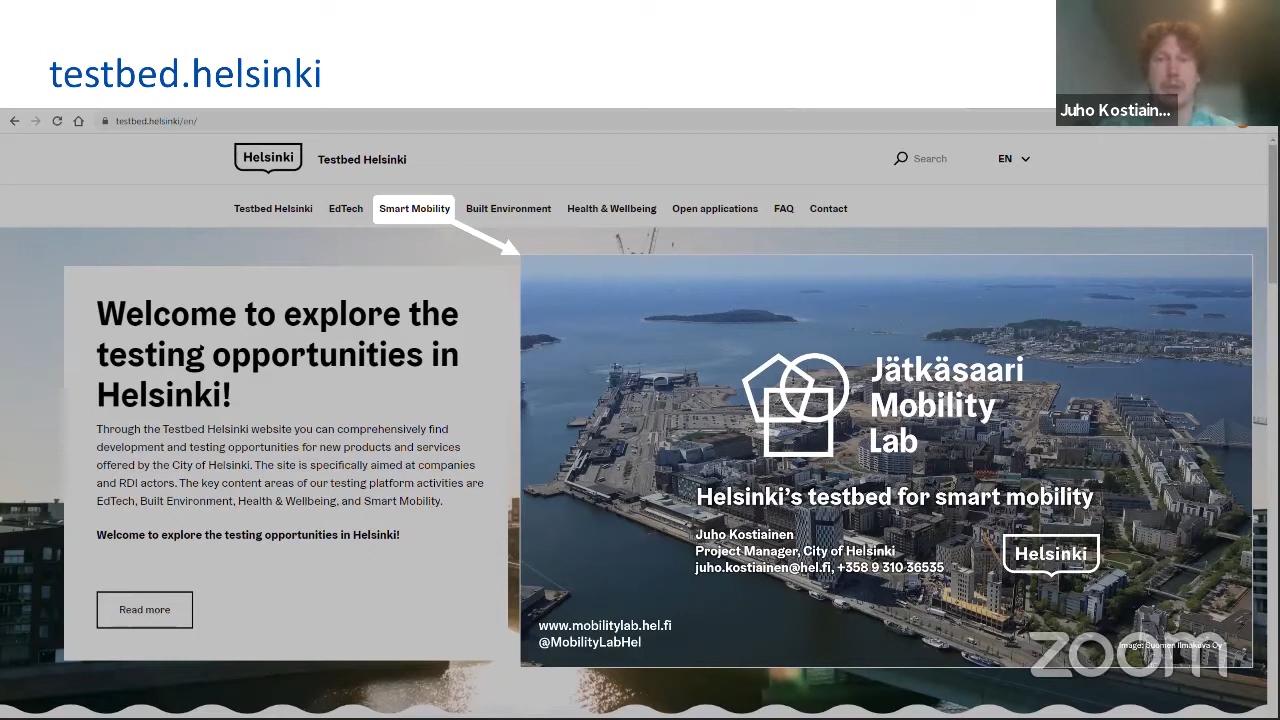 testbed.helsinki
Juho Kostiain...
testbed.helsinki/en/
Helsinki
Testbed Helsinki
Search
EN
Testbed Helsinki
EdTech
Smart Mobility
Built Environment
Health & Wellbeing
Open applications
FAQ
Contact
Welcome to explore the
testing opportunities in
Helsinki!
Through the Testbed Helsinki website you can comprehensively find
development and testing opportunities for new products and services
offered by the City of Helsinki. The site is specifically aimed at companies
and RDI actors. The key content areas of our testing platform activities are
EdTech, Built Environment, Health & Wellbeing, and Smart Mobility.
Welcome to explore the testing opportunities in Helsinki!
Read more
Jätkäsaari
Mobility
Lab
Helsinki's testbed for smart mobility
Juho Kostiainen
Project Manager, City of Helsinki
juho.kostiainen@hel.fi, +358 9 310 36535
Helsinki
www.mobilitylab.hel.fi
@MobilityLabHel
Image: Suomen Ilmakuva Oy
zoom